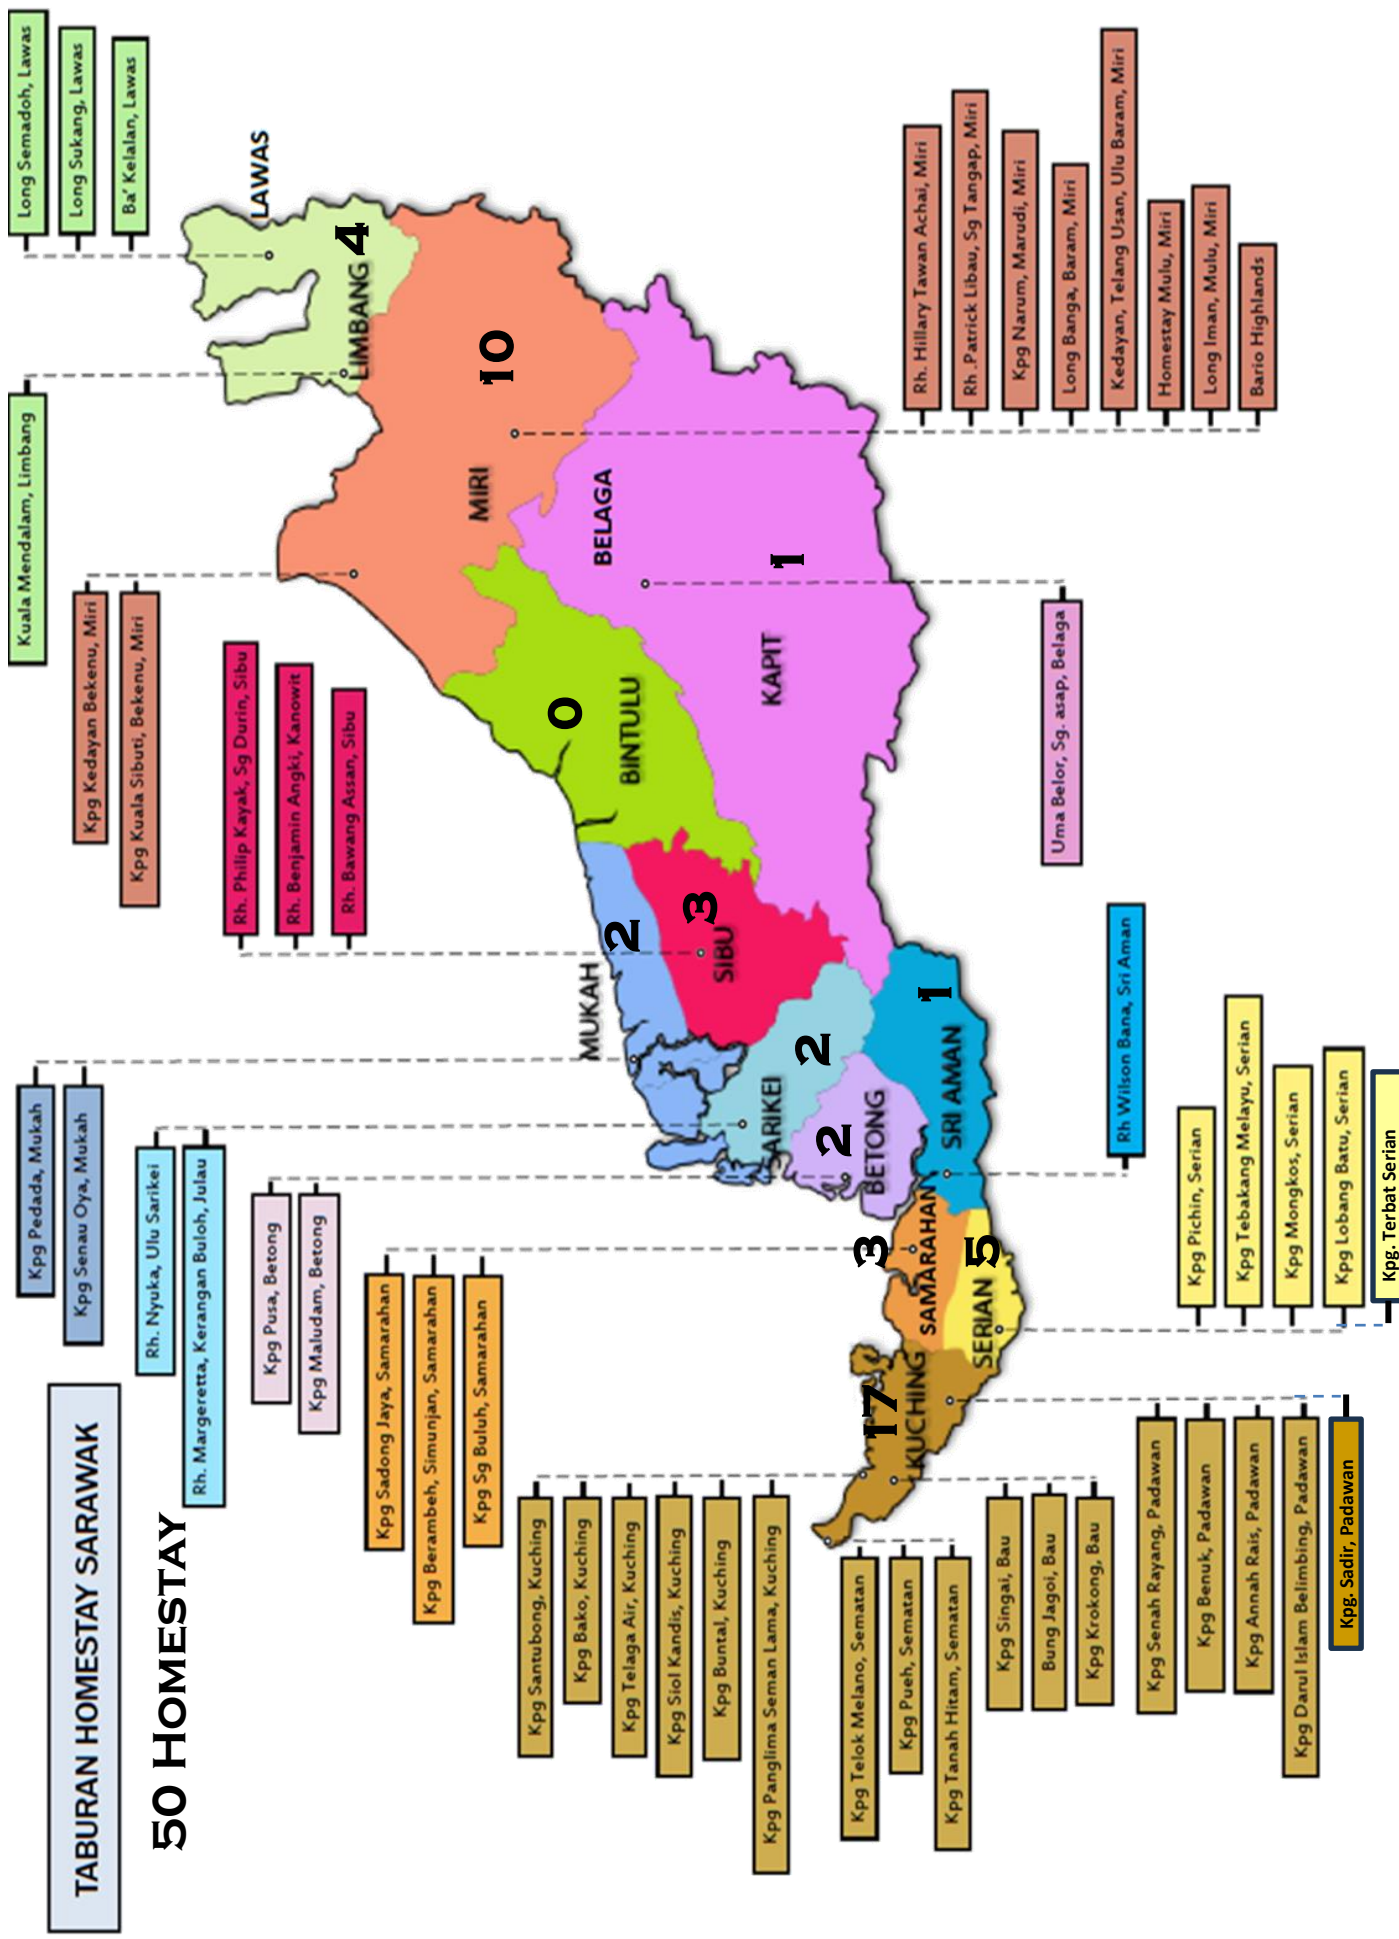 TABURAN HOMESTAY SARAWAK
50 HOMESTAY
Kpg Pedada, Mukah
Kpg Senau Oya, Mukah
Rh. Nyuka, Ulu Sarikei
Rh. Margeretta, Kerangan Buloh, Julau
Kpg Pusa, Betong
Kpg Maludam, Betong
Kpg Sadong Jaya, Samarahan
Kpg Berambeh, Simunjan, Samarahan
Kpg Sg Buluh, Samarahan
Kpg Santubong, Kuching
Kpg Bako, Kuching
Kpg Telaga Air, Kuching
Kpg Siol Kandis, Kuching
Kpg Buntal, Kuching
Kpg Panglima Seman Lama, Kuching
Kpg Telok Melano, Sematan
Kpg Pueh, Sematan
Kpg Tanah Hitam, Sematan
Kpg Singai, Bau
Bung Jagoi, Bau
Kpg Krokong, Bau
Kpg Senah Rayang, Padawan
Kpg Benuk, Padawan
Kpg Annah Rais, Padawan
Kpg Darul Islam Belimbing, Padawan
Kpg. Sadir, Padawan
Kuala Mendalam, Limbang
Kpg Kedayan Bekenu, Miri
Kpg Kuala Sibuti, Bekenu, Miri
Rh. Philip Kayak, Sg Durin, Sibu
Rh. Benjamin Angki, Kanowit
Rh. Bawang Assan, Sibu
Long Semadoh, Lawas
Long Sukang, Lawas
Ba' Kelalan, Lawas
LAWAS
LIMBANG
4
10
MIRI
BELAGA
1
KAPIT
0
BINTULU
MUKAH
2
3
SIBU
2
SARIKEI
2
BETONG
1
SRI AMAN
3
SAMARAHAN
5
SERIAN
17
KUCHING
Kpg Pichin, Serian
Kpg Tebakang Melayu, Serian
Kpg Mongkos, Serian
Kpg Lobang Batu, Serian
Kpg. Terbat Serian
Rh Wilson Bana, Sri Aman
Uma Belor, Sg. asap, Belaga
Rh. Hillary Tawan Achai, Miri
Rh .Patrick Libau, Sg Tangap, Miri
Kpg Narum, Marudi, Miri
Long Banga, Baram, Miri
Kedayan, Telang Usan, Ulu Baram, Miri
Homestay Mulu, Miri
Long Iman, Mulu, Miri
Bario Highlands